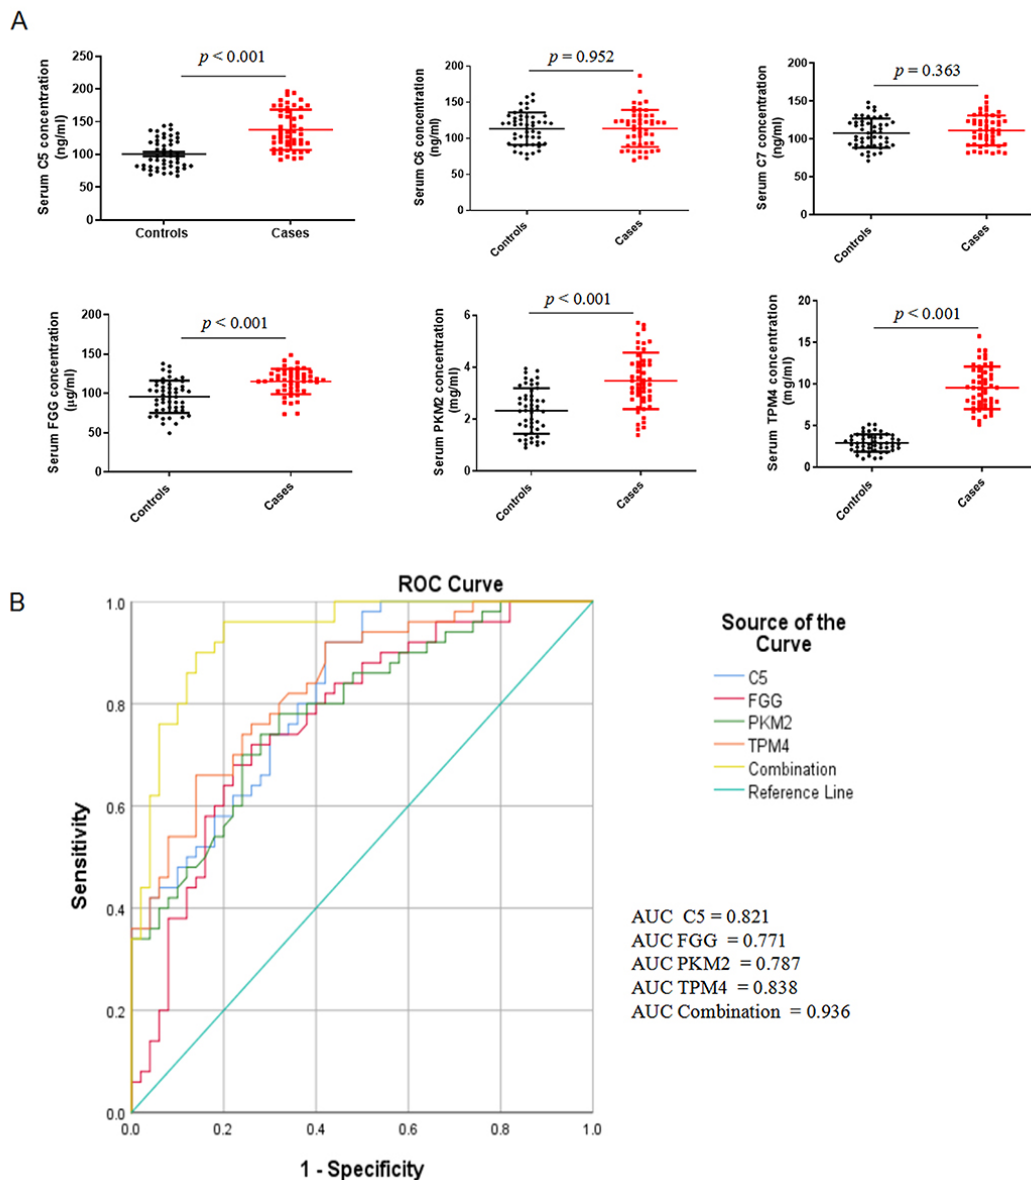 A
p < 0.001
Serum C5 concentration
(ng/ml)
250
200
150
100
50
0
Controls
Cases
p = 0.952
Serum C6 concentration
(ng/ml)
200
150
100
50
0
Controls
Cases
p = 0.363
Serum C7 concentration
(ng/ml)
200
150
100
50
0
Controls
Cases
p < 0.001
Serum FGG concentration
(μg/ml)
200
150
100
50
0
Controls
Cases
p < 0.001
Serum PKM2 concentration
(mg/ml)
6
4
2
0
Controls
Cases
p < 0.001
Serum TPM4 concentration
(mg/ml)
20
15
10
5
0
Controls
Cases
B
ROC Curve
Sensitivity
1.0
0.8
0.6
0.4
0.2
0.0
0.0
0.2
0.4
0.6
0.8
1.0
1 - Specificity
Source of the
Curve
C5
FGG
PKM2
TPM4
Combination
Reference Line
AUC C5 = 0.821
AUC FGG = 0.771
AUC PKM2 = 0.787
AUC TPM4 = 0.838
AUC Combination = 0.936